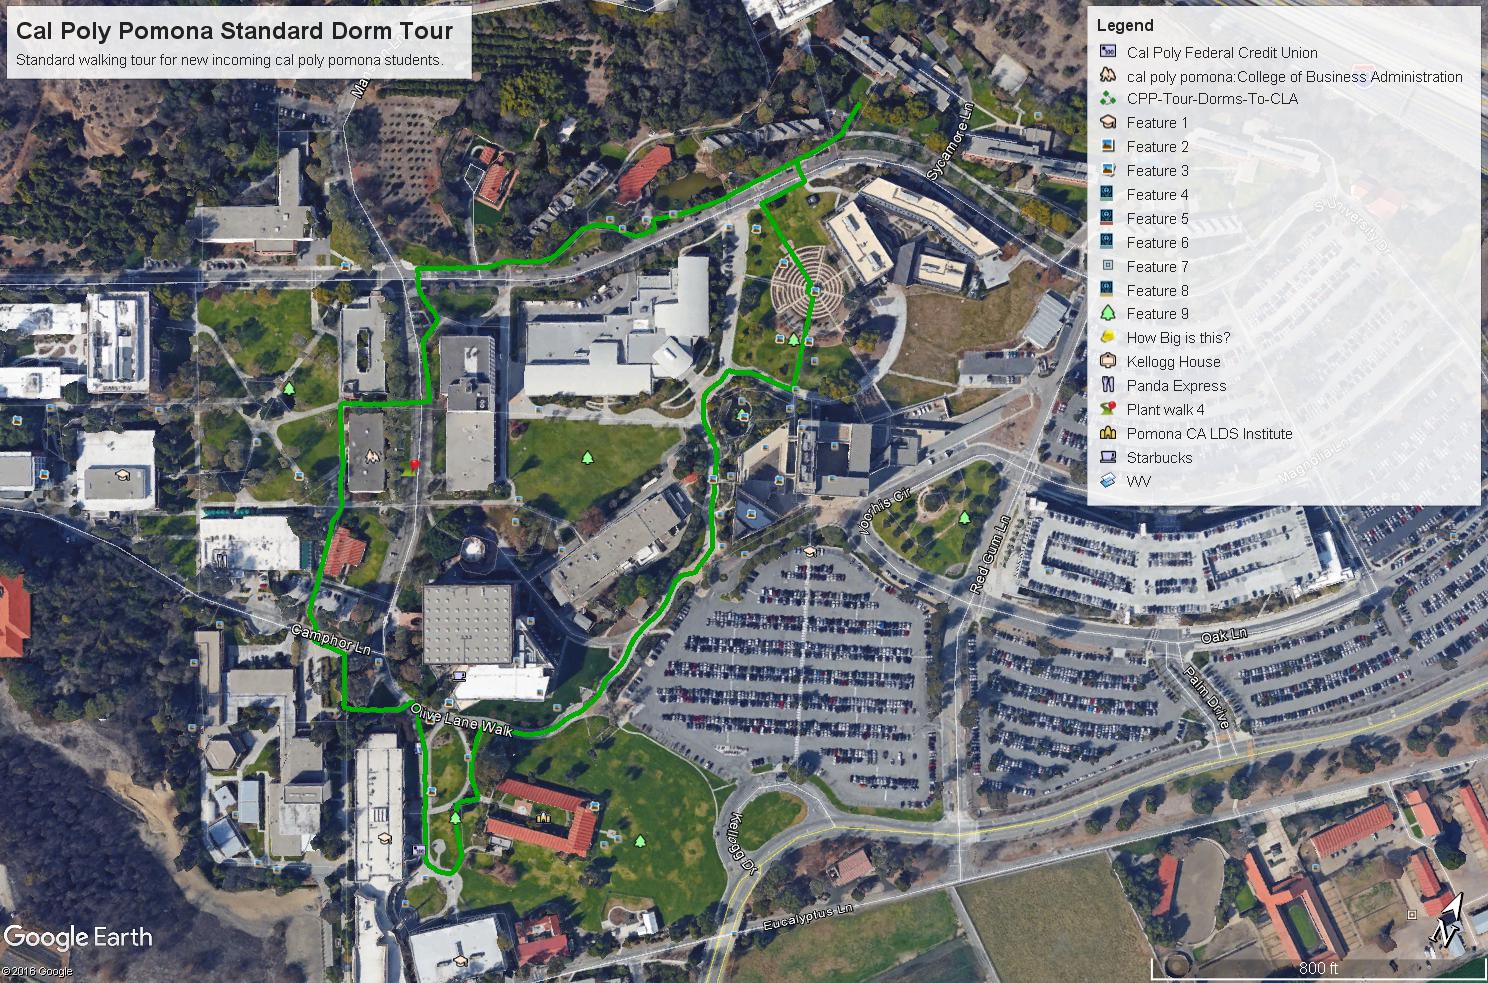 Cal Poly Pomona Standard Dorm Tour
Standard walking tour for new incoming cal poly pomona students.
Legend
Cal Poly Federal Credit Union
cal poly pomona:College of Business Administration
CPP-Tour-Dorms-To-CLA
Feature 1
Feature 2
Feature 3
Feature 4
Feature 5
Feature 6
Feature 7
Feature 8
Feature 9
How Big is this?
Kellogg House
Panda Express
Plant walk 4
Pomona CA LDS Institute
Starbucks
VV
Sycamore Ln
S University Dr
Magnolia Ln
Red Gum Ln
Oak Ln
Palm Drive
Camphor Ln
Olive Lane Walk
Kellogg Dr
Eucalyptus Ln
Google Earth
©2016 Google
800 ft
N